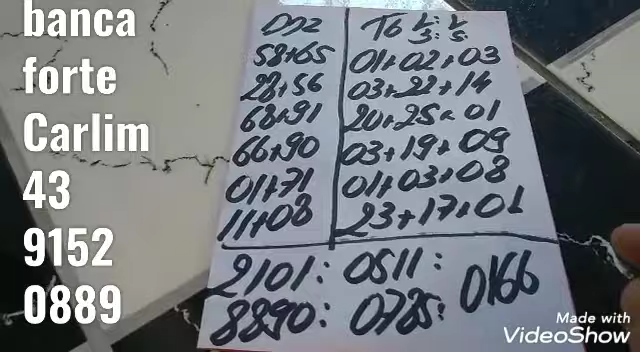 banca
forte
Carlim
43
9152
0889
DDZ
58+65
28+56
68+91
66+90
01+71
11+08
01+02+03
03+22+14
20+25+01
03+19+09
01+03+08
23+17+01
2101: 0511:
8890: 0785: 0166
Made with
VideoShow